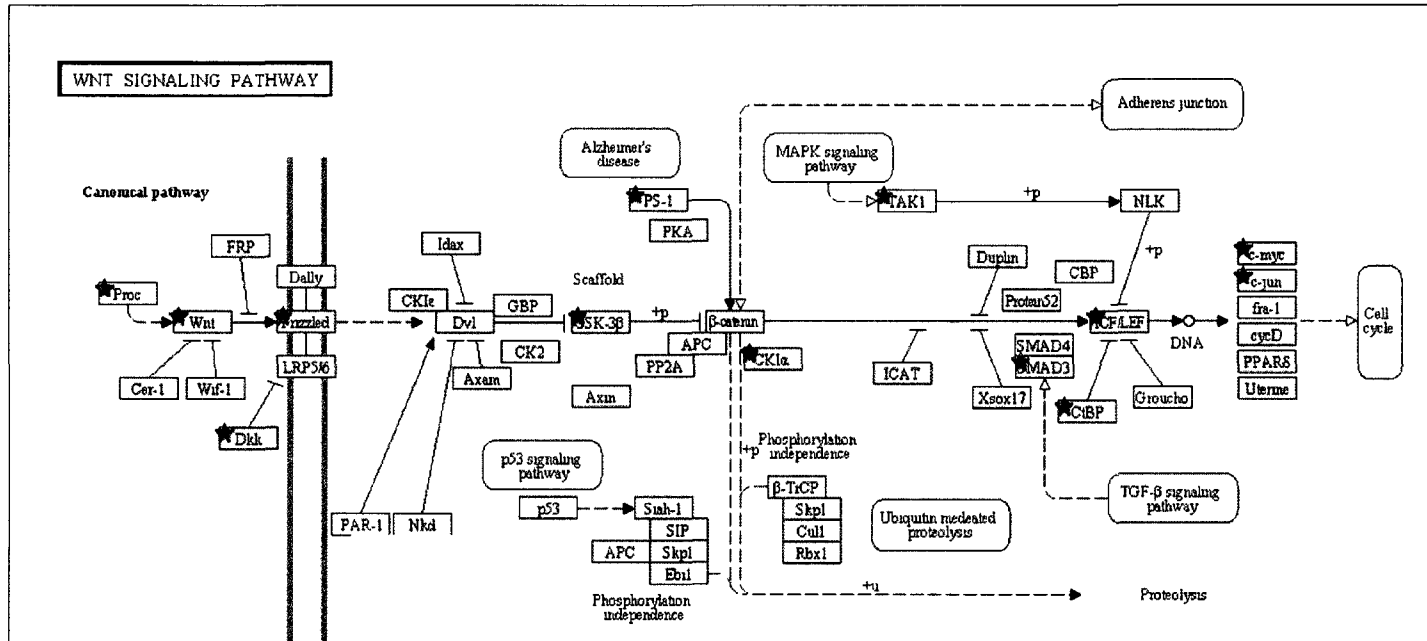 WNT SIGNALING PATHWAY
Adherens junction
Alzheimer's
disease
MAPK signaling
pathway
Canonical pathway
PS-1
TAK1
+p
NLK
PKA
FRP
Idax
Dally
Scaffold
Duplin
CBP
+p
c-myc
c-jun
Porc
Wnt
Frizzled
CKIε
Dvl
GBP
GSK-3β
+p
β-catenin
Protein52
TCF/LEF
DNA
fra-1
cycD
PPARδ
Uterine
Cell
cycle
LRP5/6
CK2
APC
PP2A
CKIα
SMAD4
SMAD3
Cer-1
Wif-1
Axam
Axin
ICAT
Xsox17
CtBP
Groucho
Dkk
+p
Phosphorylation
independence
p53 signaling
pathway
TGF-β signaling
pathway
PAR-1
Nkd
p53
Siah-1
SIP
APC
Skp1
Ebi1
β-TrCP
Skp1
Cul1
Rbx1
Ubiquitin mediated
proteolysis
+u
Proteolysis
Phosphorylation
independence